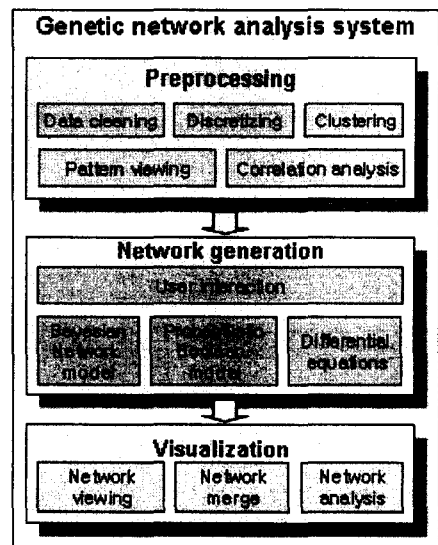 Genetic network analysis system
Preprocessing
Data cleaning
Discretizing
Clustering
Pattern viewing
Correlation analysis
Network generation
User interaction
Bayesian
Network
model
Probabilistic
Boolean
model
Differential
equations
Visualization
Network
viewing
Network
merge
Network
analysis